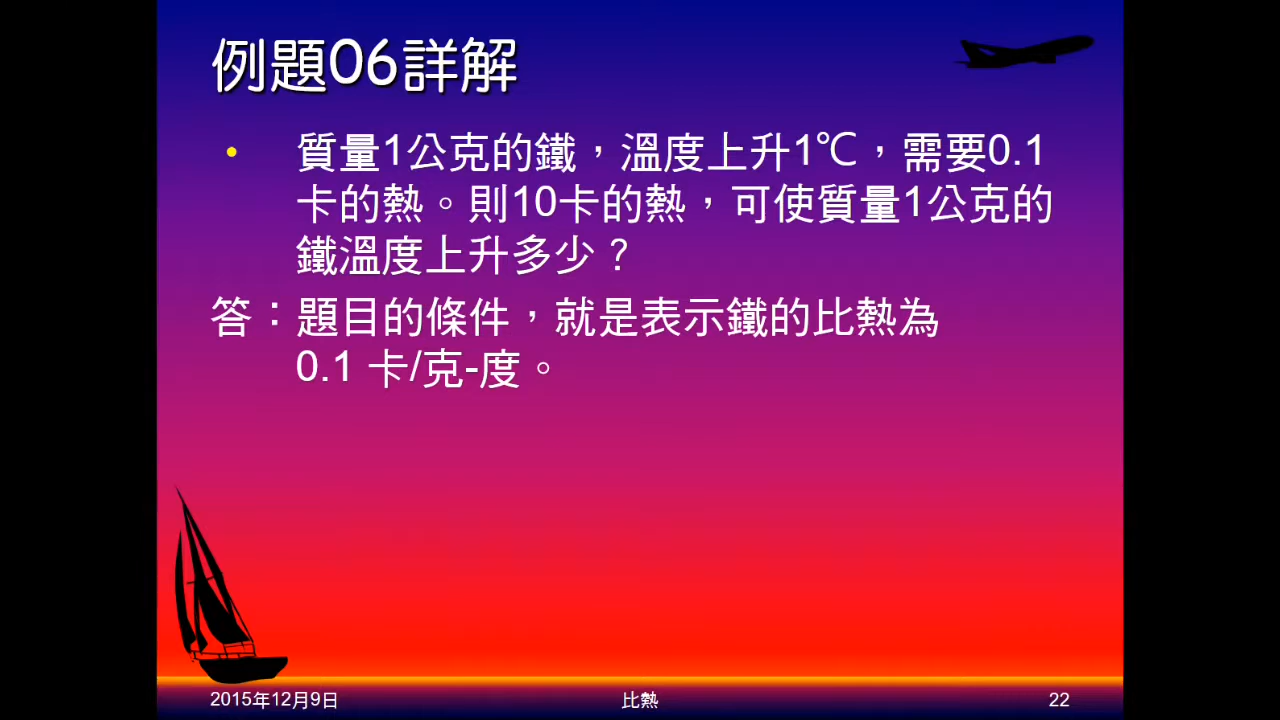 例題06詳解
• 質量1公克的鐵，溫度上升1℃，需要0.1
卡的熱。則10卡的熱，可使質量1公克的
鐵溫度上升多少？
答：題目的條件，就是表示鐵的比熱為
0.1 卡/克-度。
2015年12月9日 比熱 22